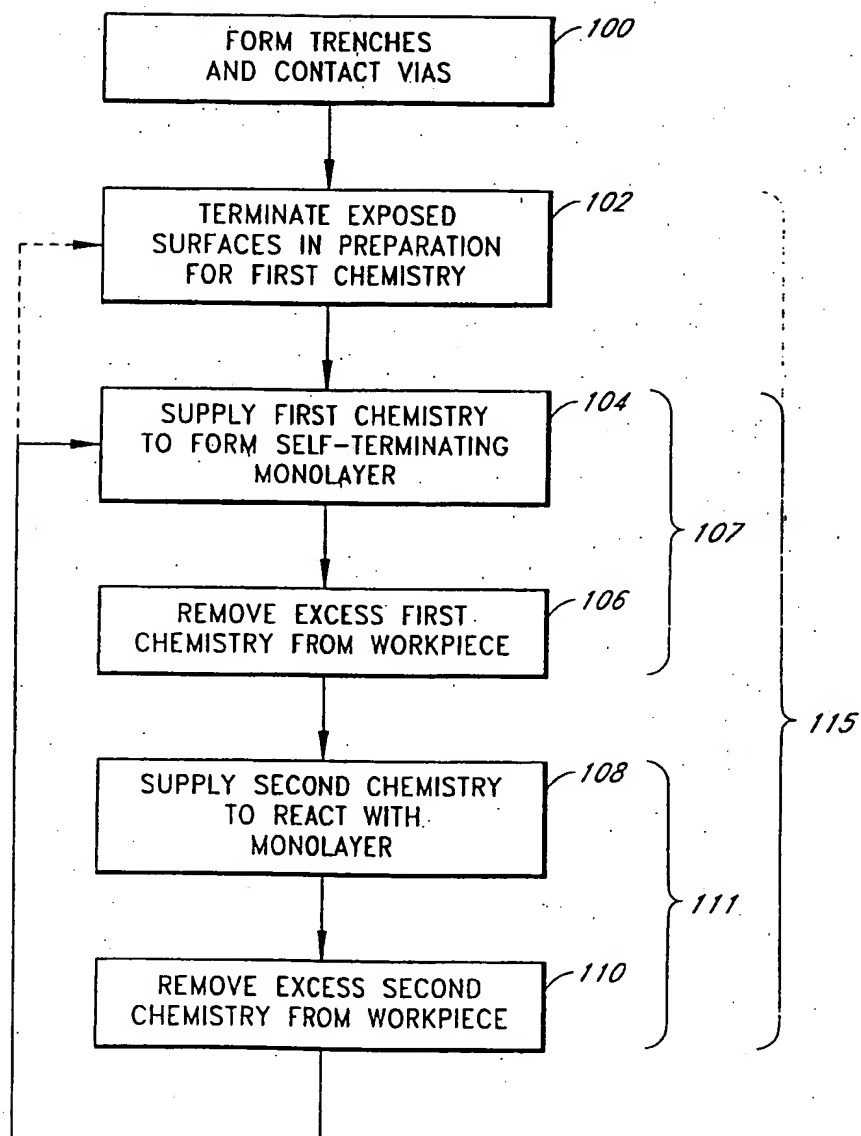 FORM TRENCHES
AND CONTACT VIAS
100
TERMINATE EXPOSED
SURFACES IN PREPARATION
FOR FIRST CHEMISTRY
102
SUPPLY FIRST CHEMISTRY
TO FORM SELF-TERMINATING
MONOLAYER
104
107
REMOVE EXCESS FIRST
CHEMISTRY FROM WORKPIECE
106
115
SUPPLY SECOND CHEMISTRY
TO REACT WITH
MONOLAYER
108
111
REMOVE EXCESS SECOND
CHEMISTRY FROM WORKPIECE
110